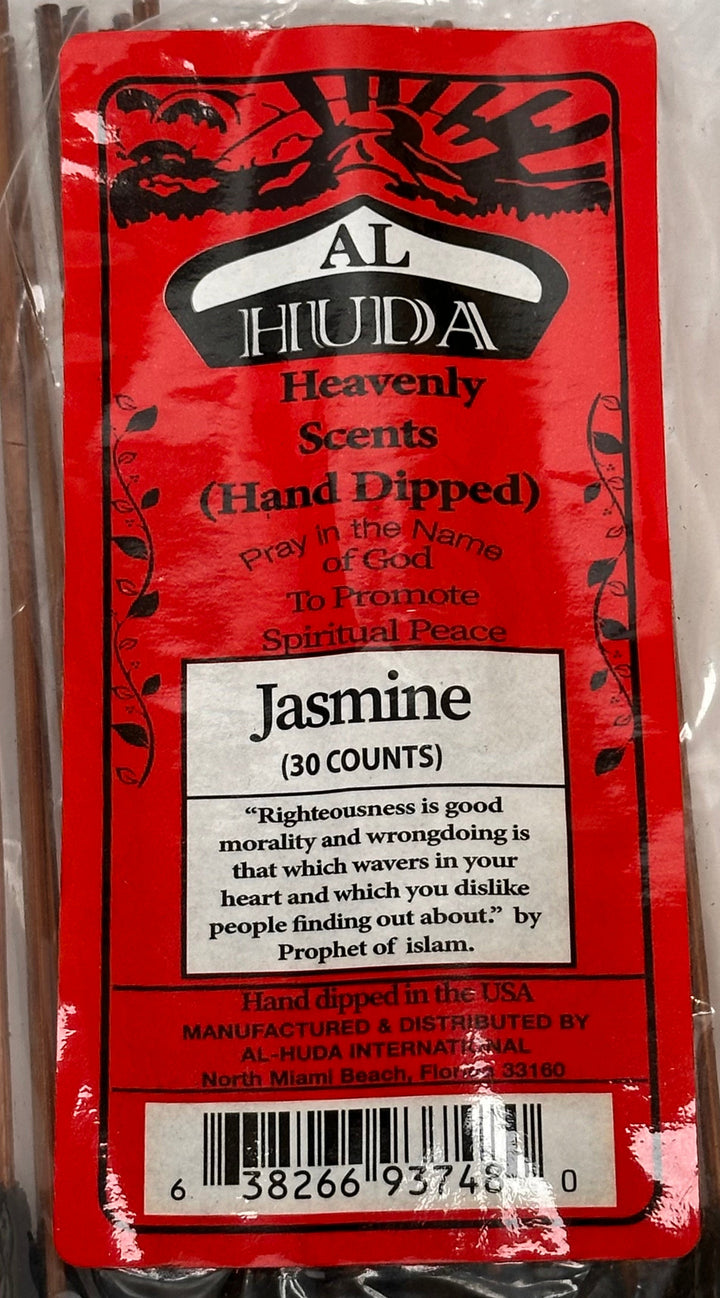 AL
HUDA
Heavenly
Scents
(Hand Dipped)
Pray in the Name
of God
To Promote
Spiritual Peace
Jasmine
(30 COUNTS)
“Righteousness is good
morality and wrongdoing is
that which wavers in your
heart and which you dislike
people finding out about.” by
Prophet of islam.
Hand dipped in the USA
MANUFACTURED & DISTRIBUTED BY
AL-HUDA INTERNATIONAL
North Miami Beach, Florida 33160
6 38266 93748 0